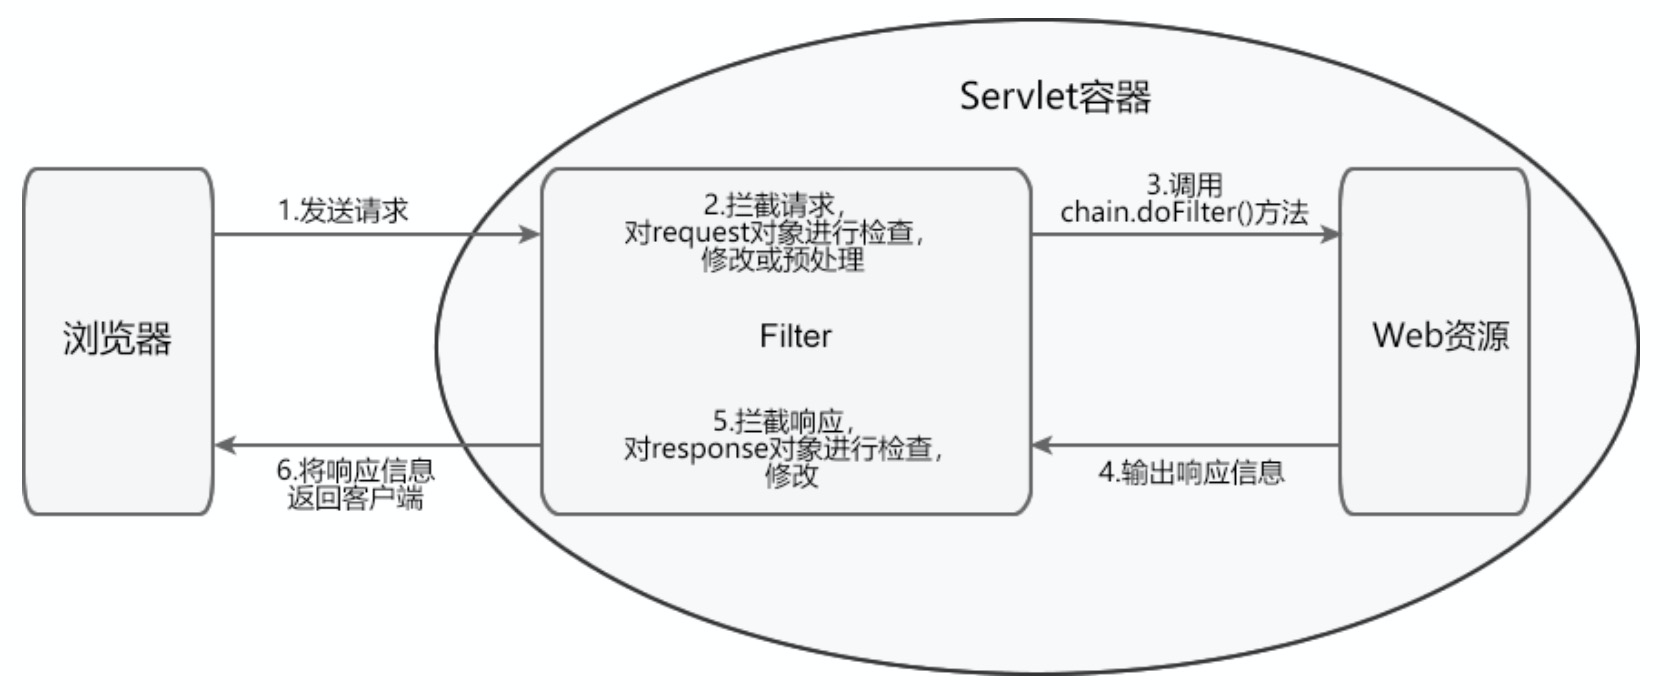 Servlet容器
浏览器
1.发送请求
2.拦截请求,
对request对象进行检查,
修改或预处理
Filter
3.调用
chain.doFilter()方法
Web资源
4.输出响应信息
5.拦截响应,
对response对象进行检查,
修改
6.将响应信息
返回客户端